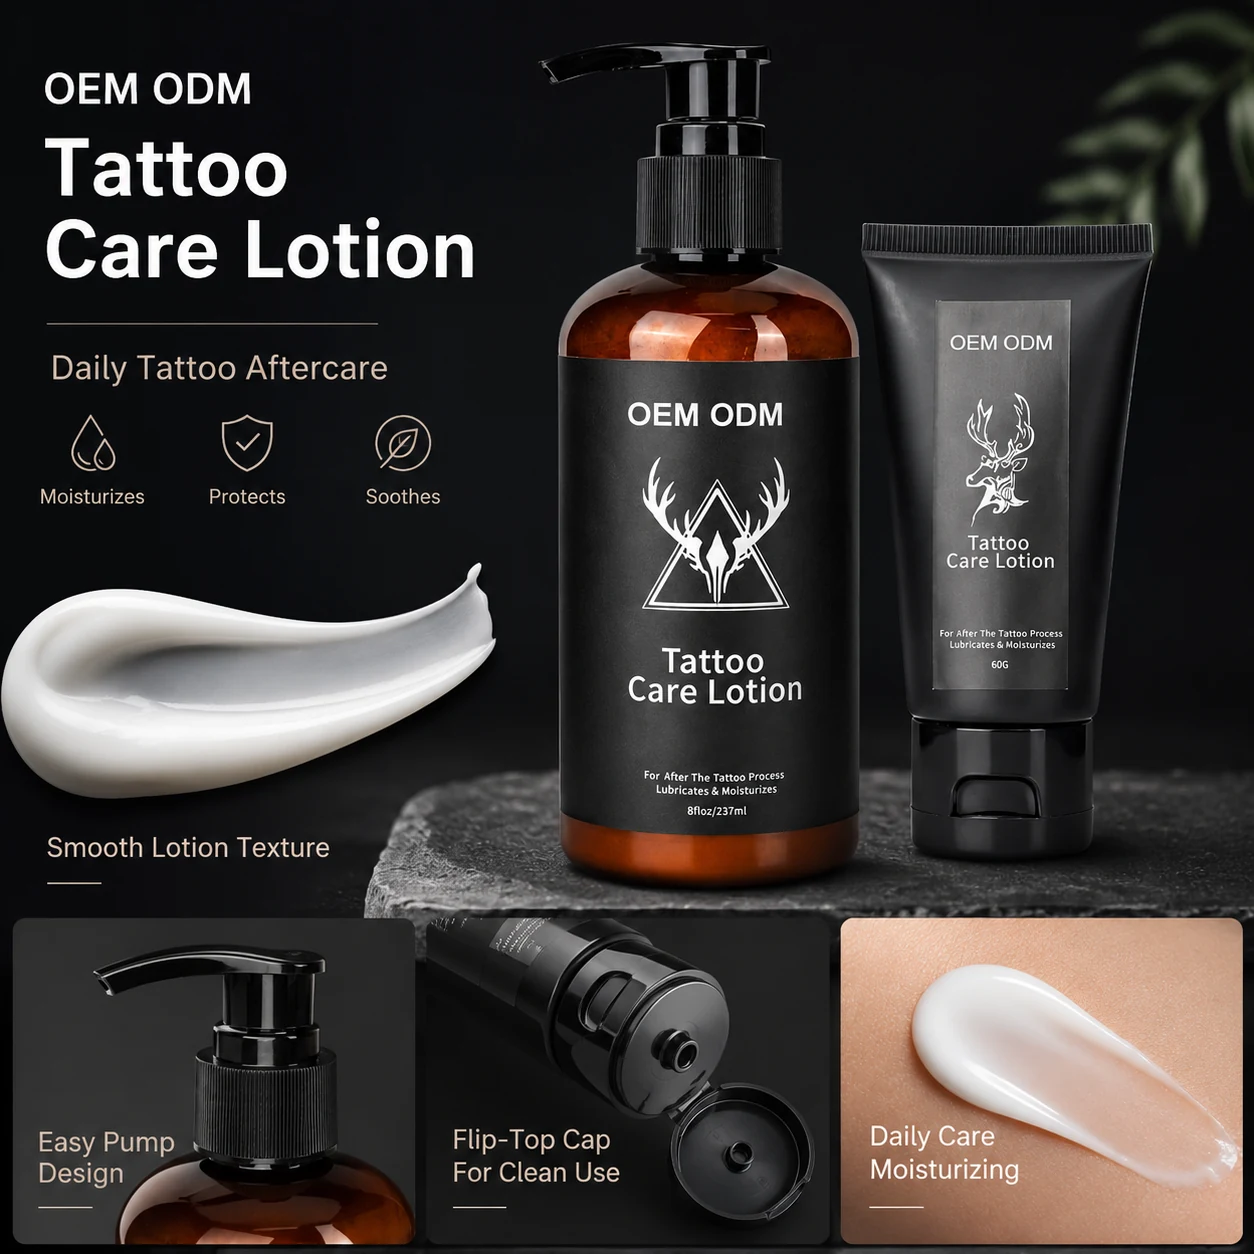 OEM ODM
Tattoo
Care Lotion
Daily Tattoo Aftercare
Moisturizes
Protects
Soothes
Smooth Lotion Texture
OEM ODM
Tattoo
Care Lotion
For After The Tattoo Process
Lubricates & Moisturizes
8floz/237ml
OEM ODM
Tattoo
Care Lotion
For After The Tattoo Process
Lubricates & Moisturizes
60G
Easy Pump
Design
Flip-Top Cap
For Clean Use
Daily Care
Moisturizing